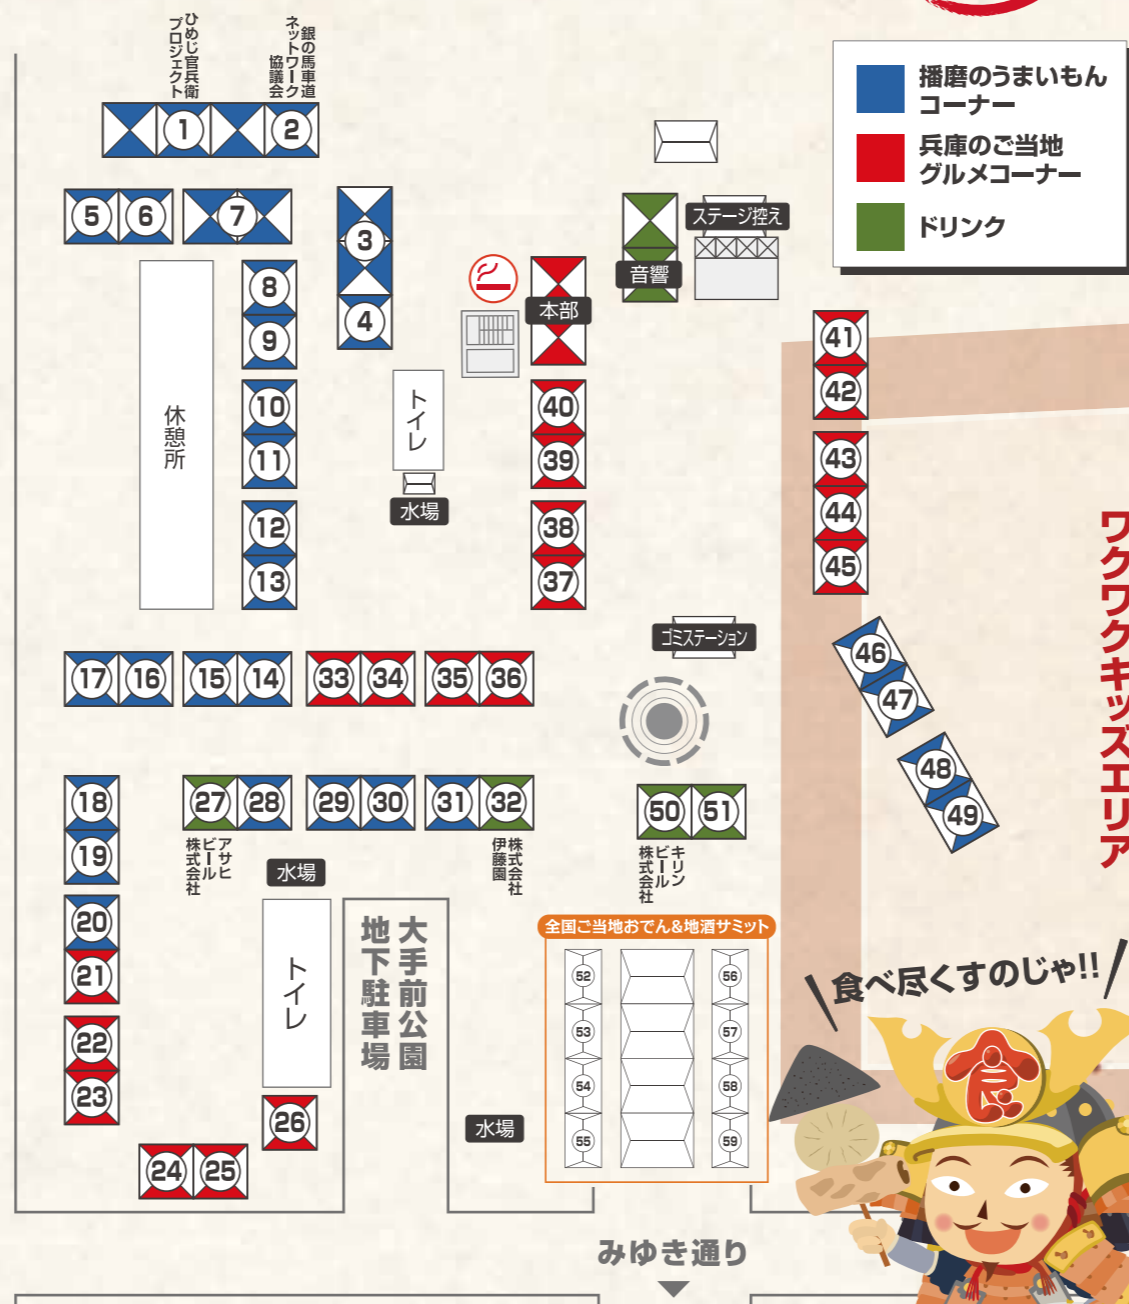 ひめじ官兵衛
プロジェクト
銀の馬車道
ネットワーク
協議会
播磨のうまいもん
コーナー
兵庫のご当地
グルメコーナー
ドリンク
1
2
5
6
7
3
4
8
9
10
11
12
13
休憩所
トイレ
水場
本部
音響
ステージ控え
40
39
38
37
41
42
43
44
45
46
47
48
49
ワクワクキッズエリア
ゴミステーション
17
16
15
14
33
34
35
36
18
19
20
21
22
23
24
25
26
27
28
29
30
31
32
アサヒ
ビール
株式会社
株式会社
伊藤園
50
51
キリン
ビール
株式会社
水場
トイレ
大手前公園
地下駐車場
水場
全国ご当地おでん&地酒サミット
52
53
54
55
56
57
58
59
食べ尽くすのじゃ!!
食
みゆき通り